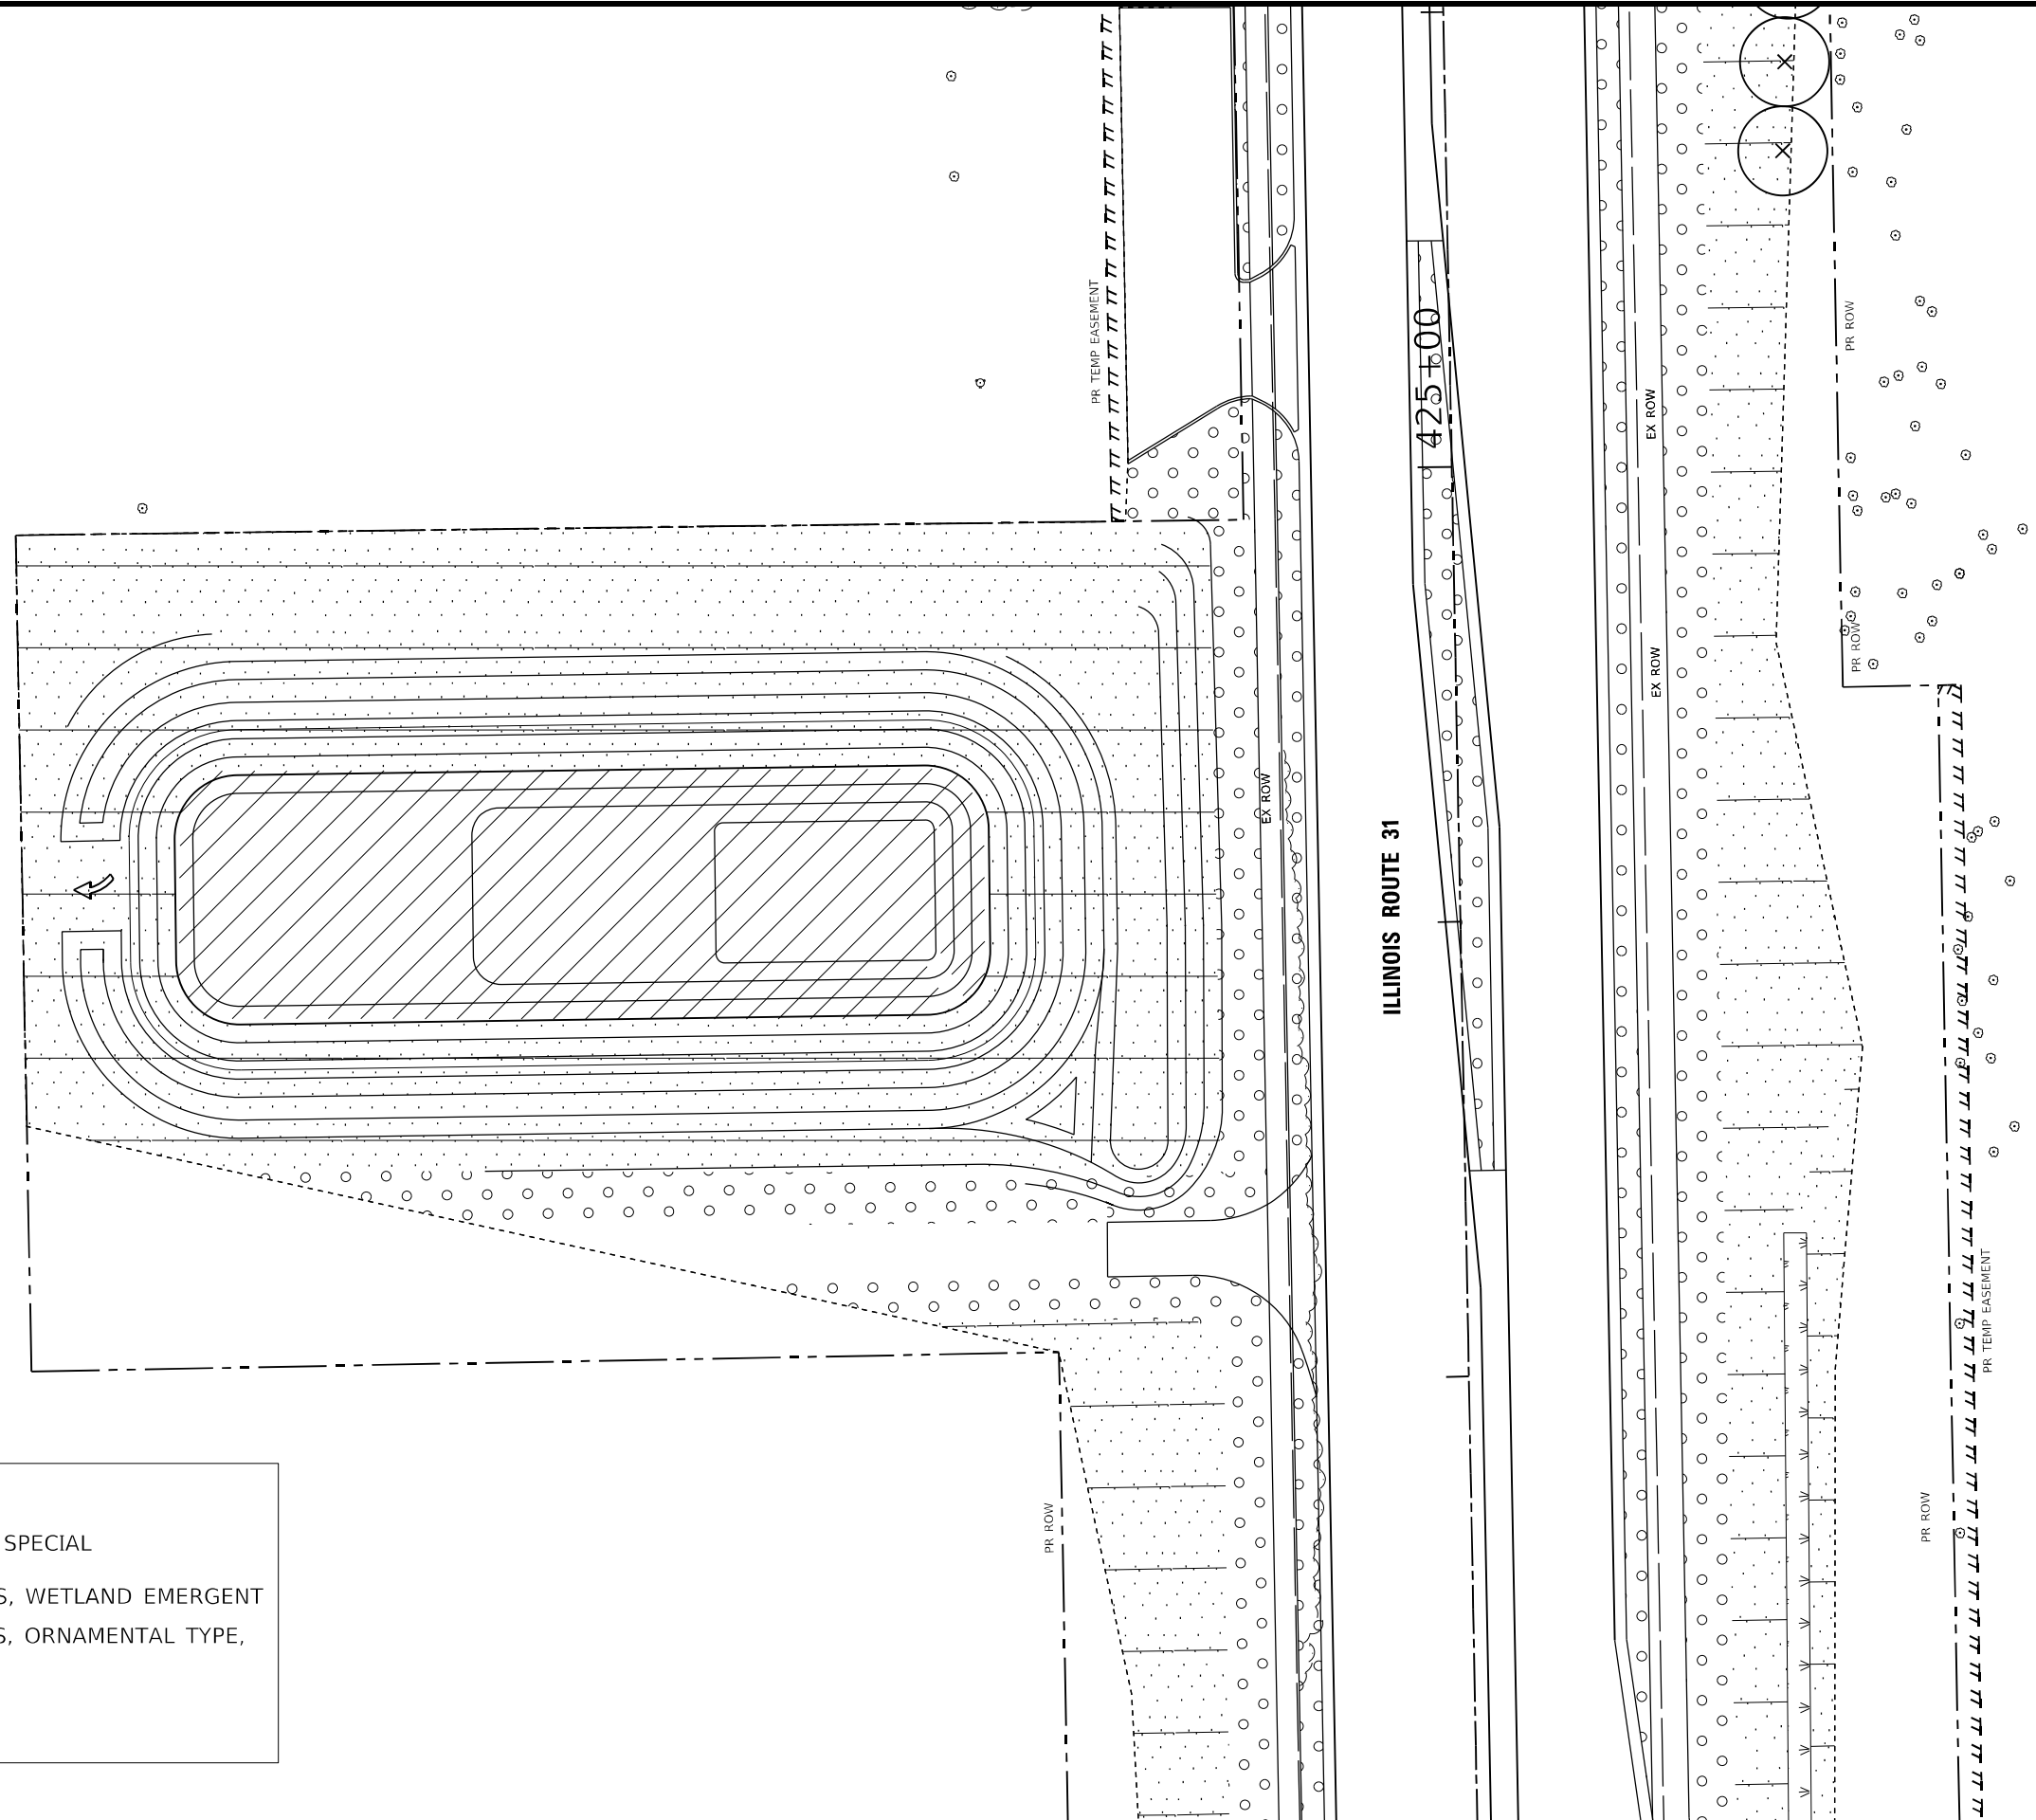 PR TEMP EASEMENT
425+00
PR ROW
EX ROW
PR ROW
EX ROW
EX ROW
ILLINOIS ROUTE 31
PR TEMP EASEMENT
PR ROW
PR ROW
SPECIAL
S, WETLAND EMERGENT
S, ORNAMENTAL TYPE,